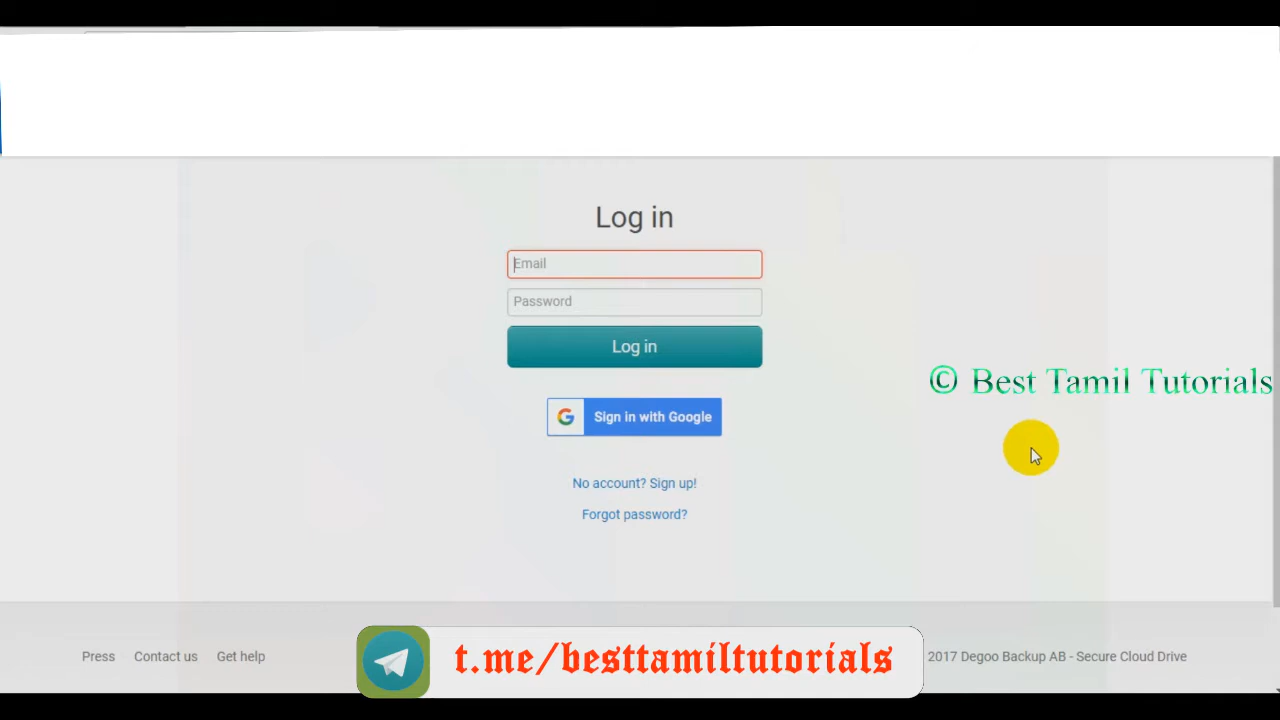 Log in
Email
Password
Log in
Sign in with Google
© Best Tamil Tutorials
No account? Sign up!
Forgot password?
Press Contact us Get help
t.me/besttamiltutorials
2017 Degoo Backup AB - Secure Cloud Drive